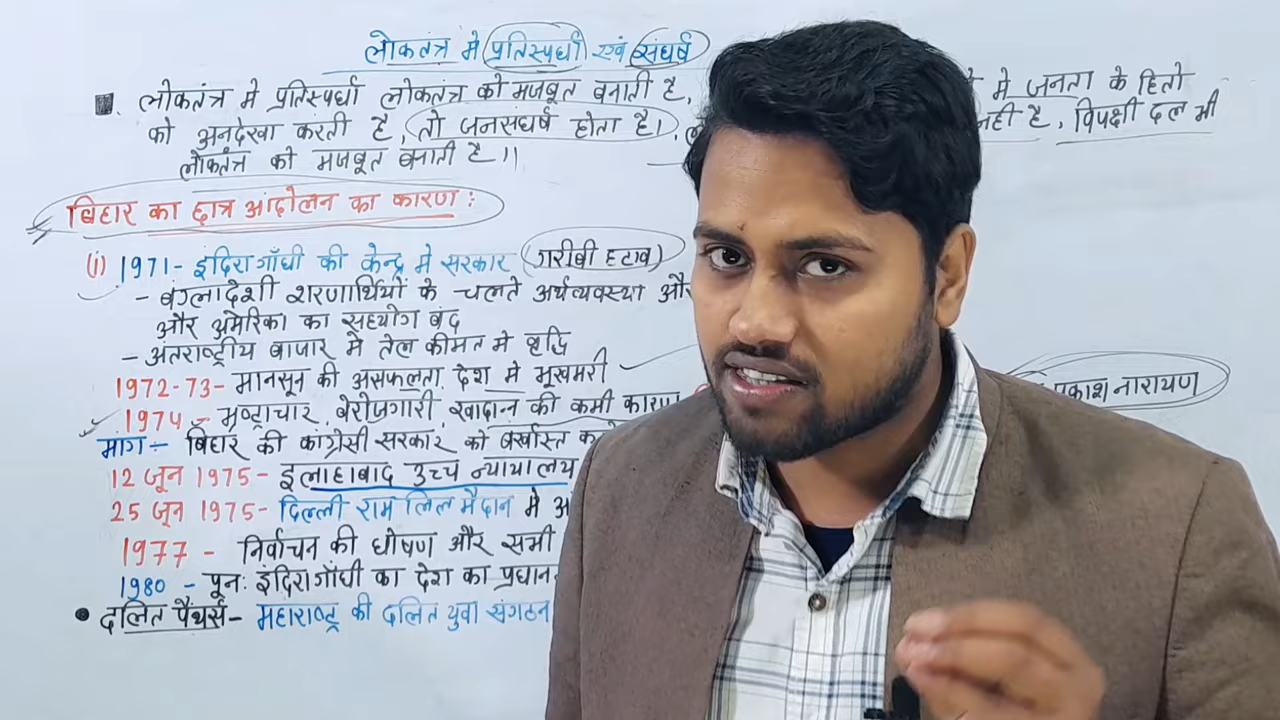 लोकतंत्र मे प्रतिस्पर्धा एवं संघर्ष
लोकतंत्र मे प्रतिस्पर्धा लोकतंत्र को मजबूत बनाती है, मे जनता के हितो
को अनदेखा करती है, तो जनसंघर्ष होता है। नही है, विपक्षी दल भी
लोकतंत्र को मजबूत बनाती है ।।
बिहार का छात्र आंदोलन का कारण :
(i) 1971 - इंदिरा गाँधी की केन्द्र मे सरकार (गरीबी हटाव)
- बंग्लादेशी शरणार्थियों के चलते अर्थव्यवस्था और
और अमेरिका का सहयोग बंद
- अंतराष्ट्रीय बाजार मे तेल कीमत मे वृद्धि
1972-73 - मानसून की असफलता, देश मे भूखमरी
1974 - भ्रष्टाचार, बेरोजगारी, खादान्न की कमी कारण प्रकाश नारायण
मांग :- बिहार की कांग्रेसी सरकार को बर्खास्त
12 जून 1975 - इलाहाबाद उच्च न्यायालय
25 जून 1975 - दिल्ली राम लिला मैदान मे
1977 - निर्वाचन की घोषण और सभी
1980 - पूनः इंदिरा गाँधी का देश का प्रधान
• दलित पैंथर्स - महाराष्ट्र की दलित युवा संगठन